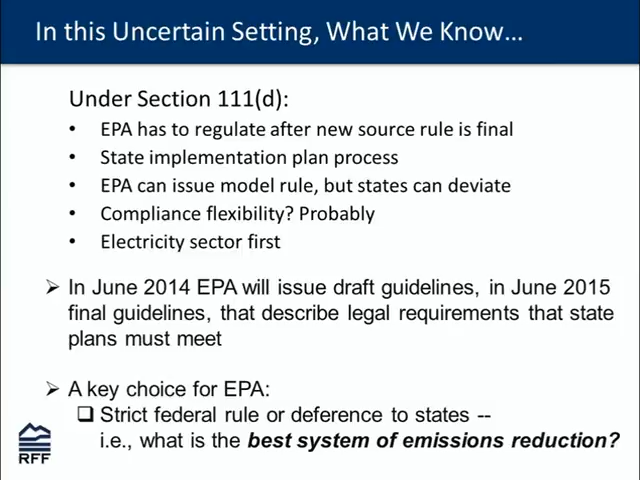 In this Uncertain Setting, What We Know...
Under Section 111(d):
• EPA has to regulate after new source rule is final
• State implementation plan process
• EPA can issue model rule, but states can deviate
• Compliance flexibility? Probably
• Electricity sector first
➢ In June 2014 EPA will issue draft guidelines, in June 2015
final guidelines, that describe legal requirements that state
plans must meet
➢ A key choice for EPA:
❑ Strict federal rule or deference to states --
i.e., what is the best system of emissions reduction?
RFF